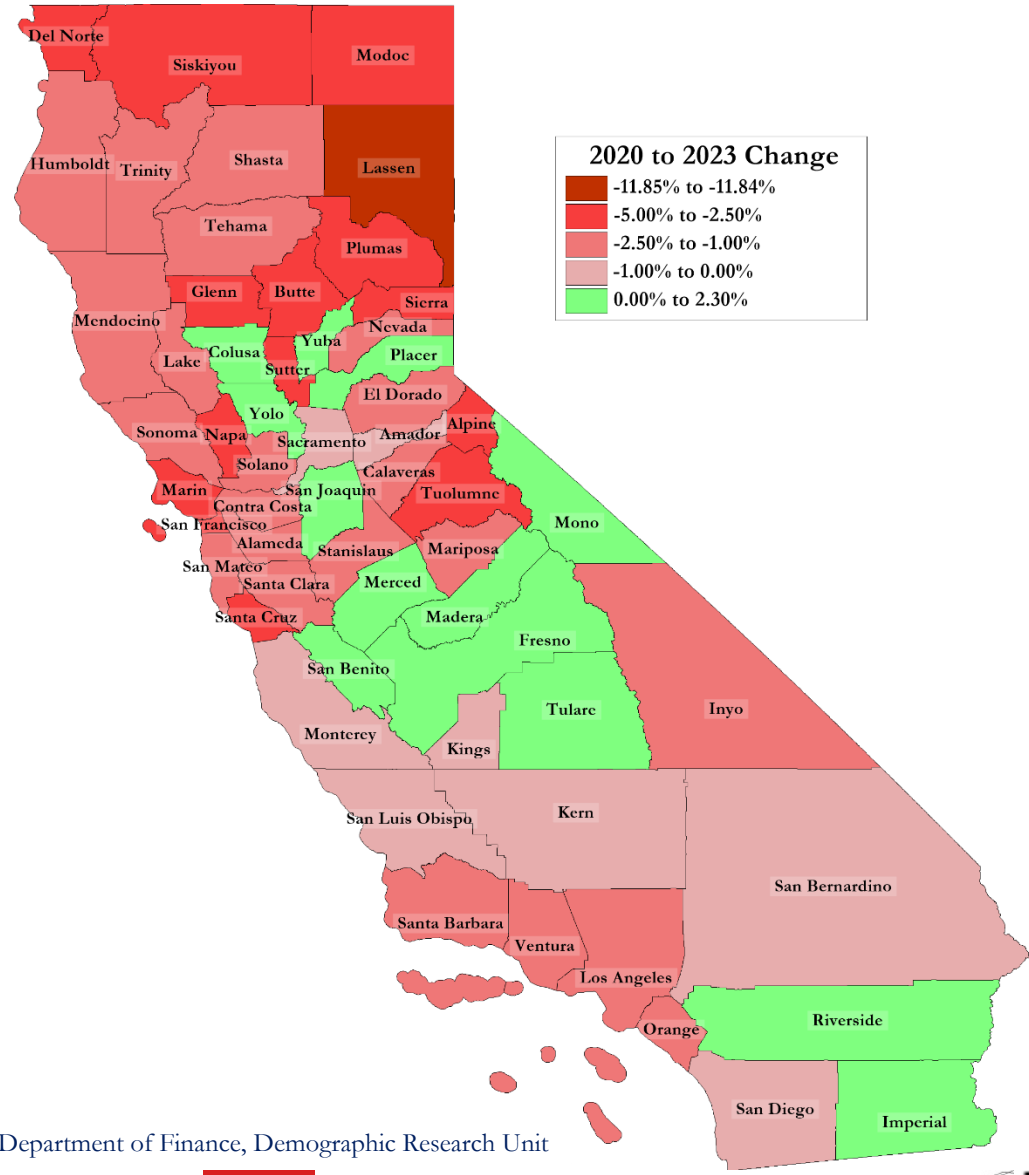 Del Norte
Siskiyou
Modoc
Humboldt
Trinity
Shasta
Lassen
2020 to 2023 Change
-11.85% to -11.84%
-5.00% to -2.50%
-2.50% to -1.00%
-1.00% to 0.00%
0.00% to 2.30%
Tehama
Plumas
Glenn
Butte
Sierra
Mendocino
Nevada
Yuba
Colusa
Placer
Lake
Sutter
El Dorado
Yolo
Sonoma
Napa
Sacramento
Amador
Alpine
Solano
Calaveras
Marin
San Joaquin
Tuolumne
Contra Costa
San Francisco
Mono
Alameda
Stanislaus
Mariposa
San Mateo
Santa Clara
Merced
Santa Cruz
Madera
Fresno
San Benito
Tulare
Inyo
Monterey
Kings
San Luis Obispo
Kern
San Bernardino
Santa Barbara
Ventura
Los Angeles
Riverside
Orange
San Diego
Imperial
Department of Finance, Demographic Research Unit